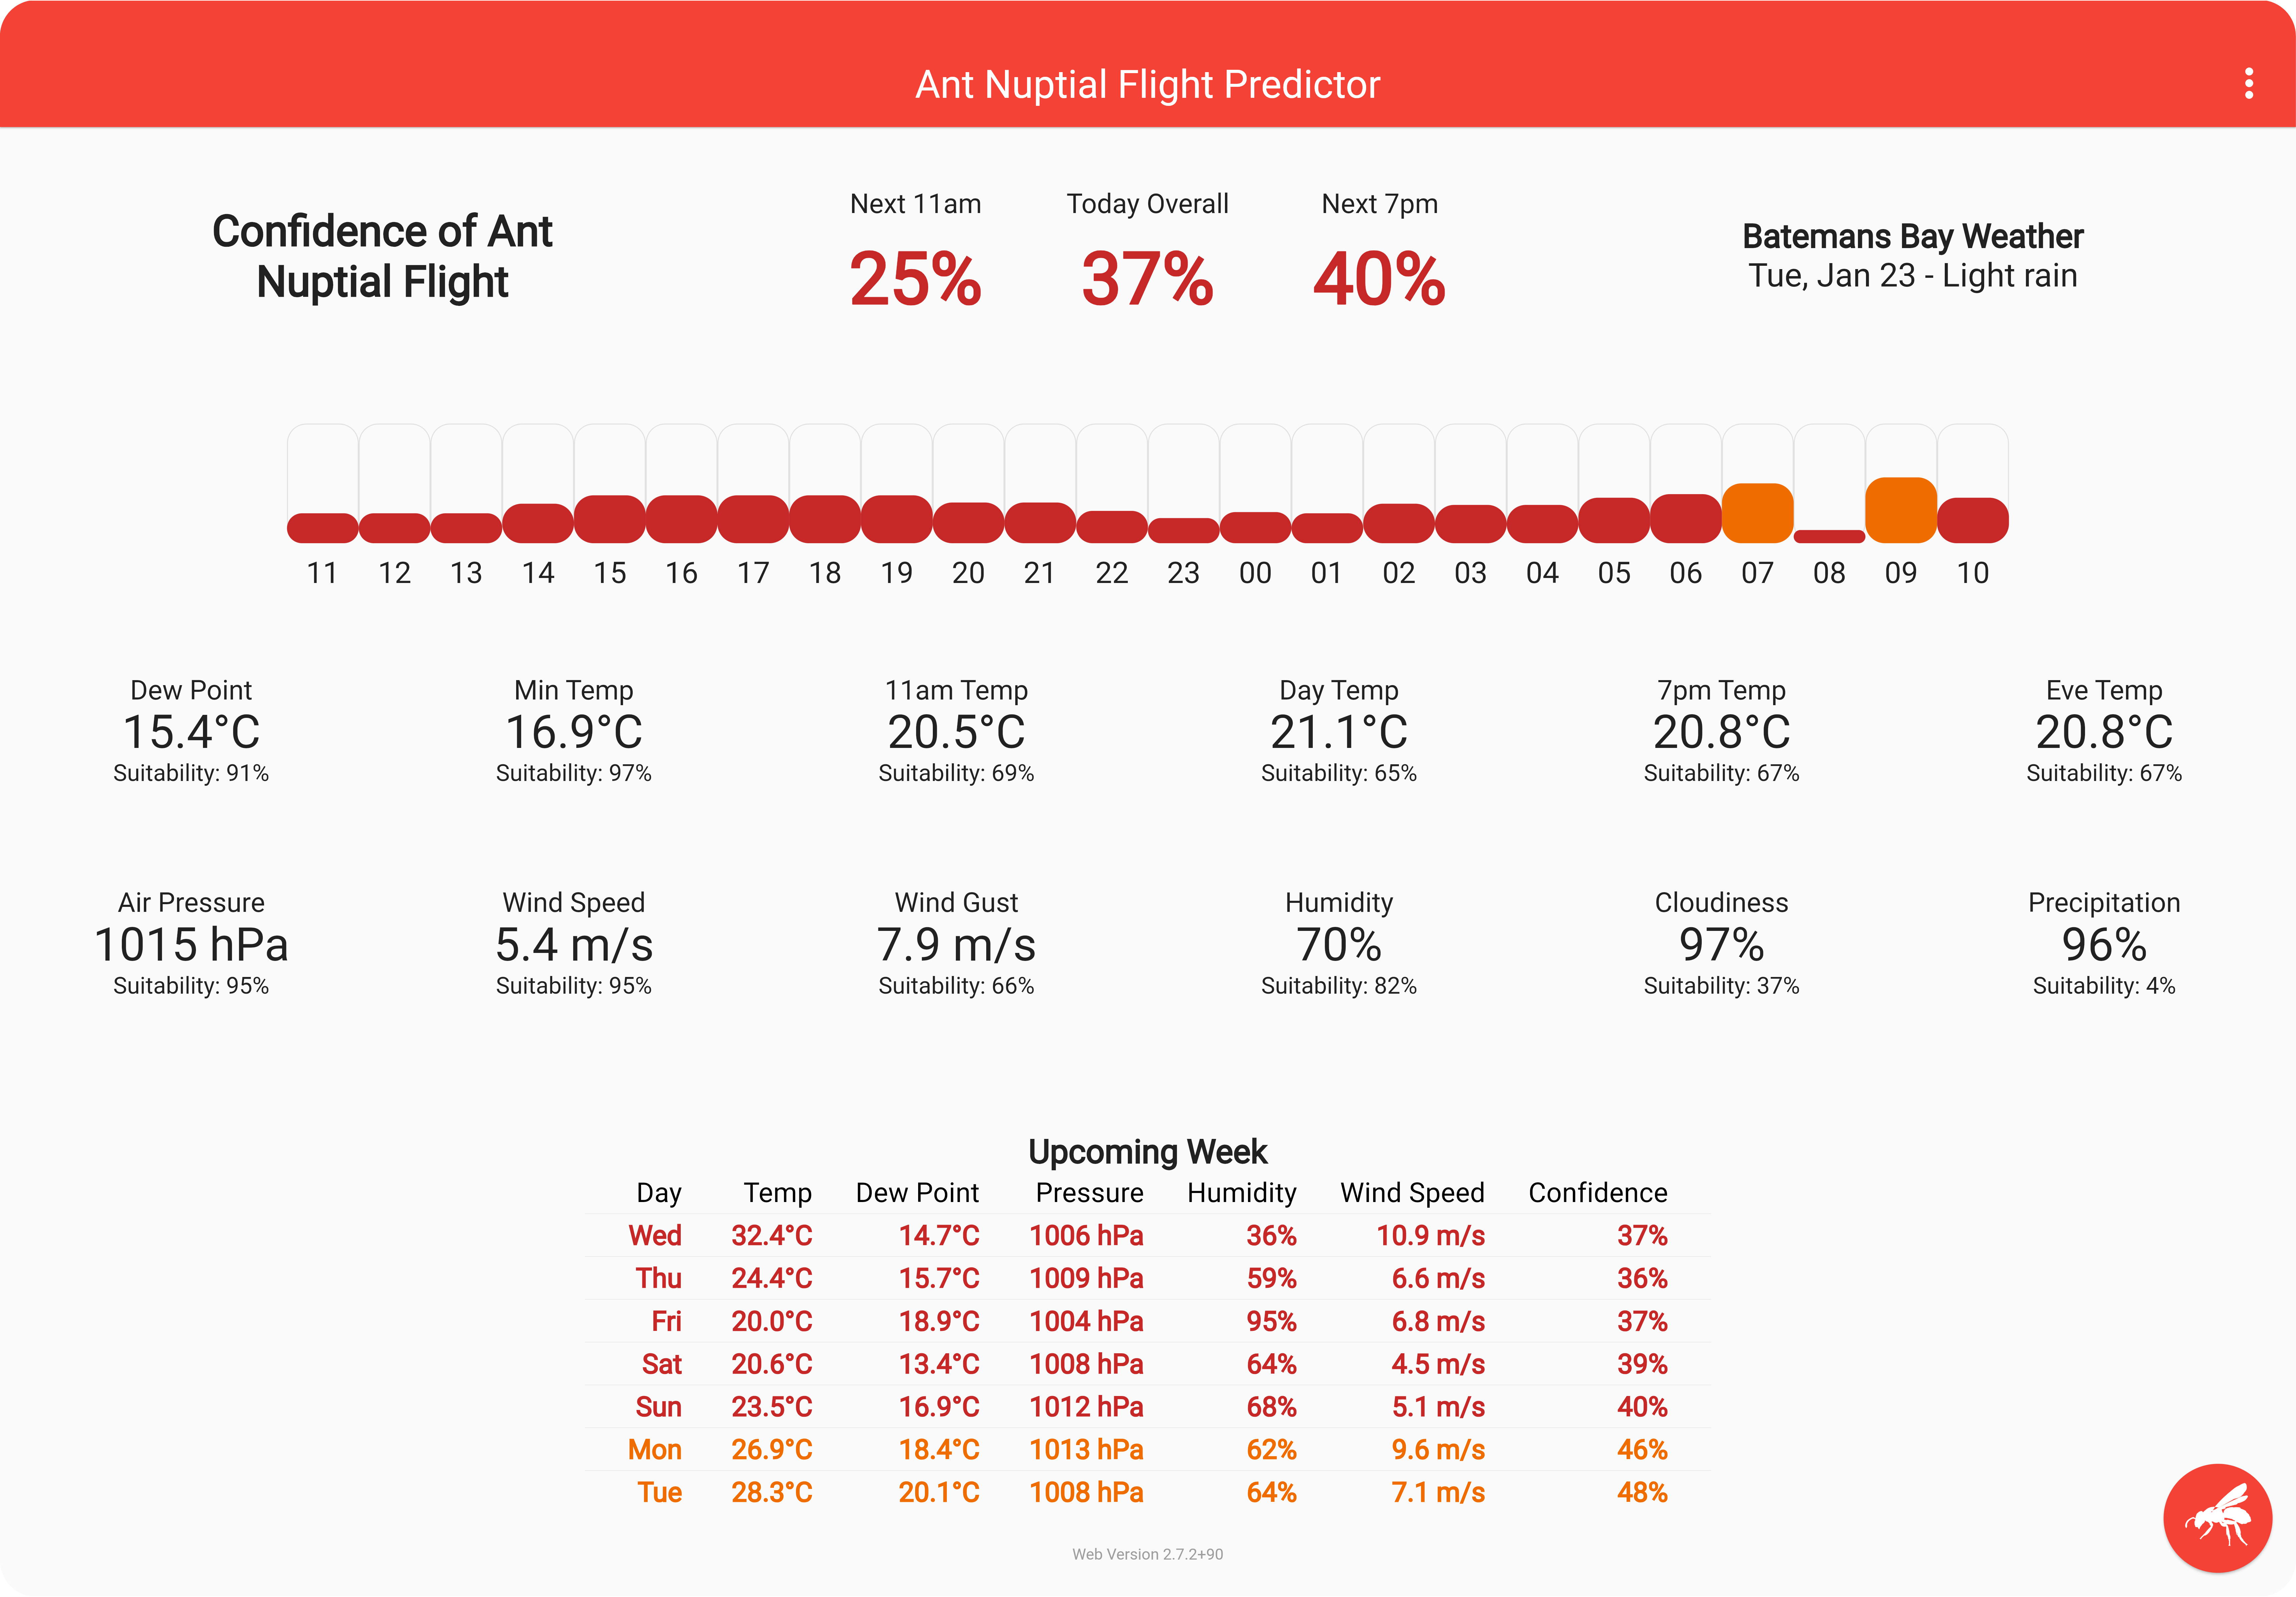 Ant Nuptial Flight Predictor
Confidence of Ant
Nuptial Flight
Next 11am
25%
Today Overall
37%
Next 7pm
40%
Batemans Bay Weather
Tue, Jan 23 - Light rain
11 12 13 14 15 16 17 18 19 20 21 22 23 00 01 02 03 04 05 06 07 08 09 10
Dew Point
15.4°C
Suitability: 91%
Min Temp
16.9°C
Suitability: 97%
11am Temp
20.5°C
Suitability: 69%
Day Temp
21.1°C
Suitability: 65%
7pm Temp
20.8°C
Suitability: 67%
Eve Temp
20.8°C
Suitability: 67%
Air Pressure
1015 hPa
Suitability: 95%
Wind Speed
5.4 m/s
Suitability: 95%
Wind Gust
7.9 m/s
Suitability: 66%
Humidity
70%
Suitability: 82%
Cloudiness
97%
Suitability: 37%
Precipitation
96%
Suitability: 4%
Upcoming Week
Day Temp Dew Point Pressure Humidity Wind Speed Confidence
Wed 32.4°C 14.7°C 1006 hPa 36% 10.9 m/s 37%
Thu 24.4°C 15.7°C 1009 hPa 59% 6.6 m/s 36%
Fri 20.0°C 18.9°C 1004 hPa 95% 6.8 m/s 37%
Sat 20.6°C 13.4°C 1008 hPa 64% 4.5 m/s 39%
Sun 23.5°C 16.9°C 1012 hPa 68% 5.1 m/s 40%
Mon 26.9°C 18.4°C 1013 hPa 62% 9.6 m/s 46%
Tue 28.3°C 20.1°C 1008 hPa 64% 7.1 m/s 48%
Web Version 2.7.2+90